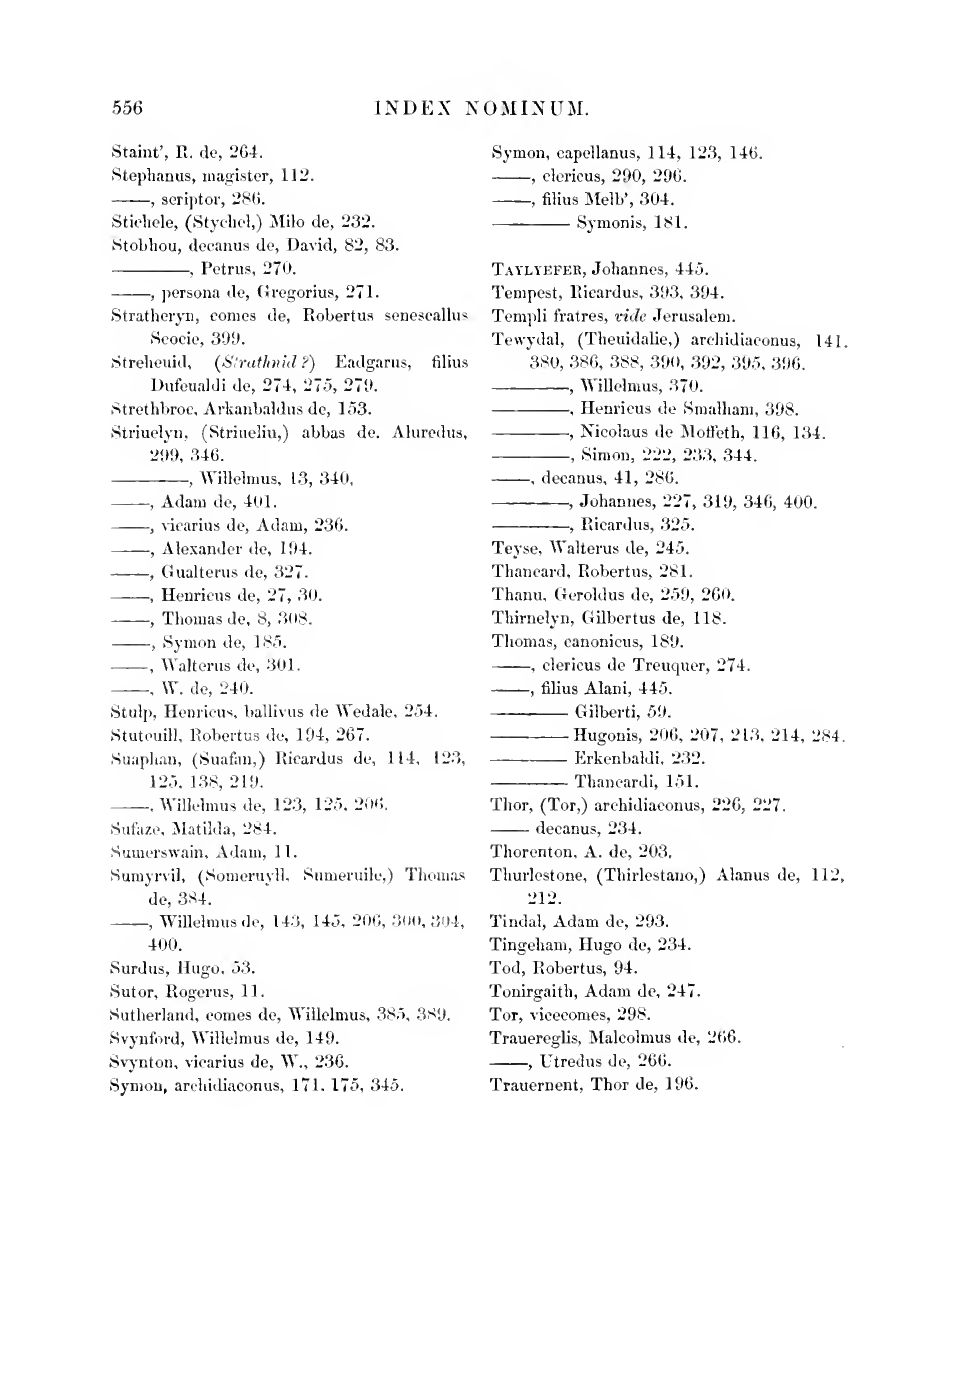 556 INDEX NOMINUM.
Staint’, R. de, 264.
Stephanus, magister, 112.
——, scriptor, 286.
Stichele, (Stychel,) Milo de, 232.
Stobhou, decanus de, David, 82, 83.
————, Petrus, 270.
——, persona de, Gregorius, 271.
Stratheryn, comes de, Robertus senescallus
Scocie, 399.
Streheuid, (Strathnid?) Eadgarus, filius
Dufeualdi de, 274, 275, 279.
Strethbroc, Arkanbaldus de, 153.
Striuelyn, (Striueliu,) abbas de, Aluredus,
299, 346.
————, Willelmus, 13, 340,
——, Adam de, 401.
——, vicarius de, Adam, 236.
——, Alexander de, 194.
——, Gualterus de, 327.
——, Henricus de, 27, 30.
——, Thomas de, 8, 308.
——, Symon de, 185.
——, Walterus de, 301.
——, W. de, 240.
Stulp, Henricus, ballivus de Wedale, 254.
Stuteuill, Robertus de, 194, 267.
Suaphan, (Suafan,) Ricardus de, 114, 123,
125, 138, 219.
——, Willelmus de, 123, 125, 206.
Sufaze, Matilda, 284.
Sumerswain, Adam, 11.
Sumyrvil, (Someruyll, Sumeruile,) Thomas
de, 384.
——, Willelmus de, 143, 145, 206, 300, 304,
400.
Surdus, Hugo, 53.
Sutor, Rogerus, 11.
Sutherland, comes de, Willelmus, 385, 389.
Svynford, Willelmus de, 149.
Svynton, vicarius de, W., 236.
Symon, archidiaconus, 171, 175, 345.
Symon, capellanus, 114, 123, 146.
——, clericus, 290, 296.
——, filius Melb’, 304.
———— Symonis, 181.
TAYLYEFER, Johannes, 445.
Tempest, Ricardus, 393, 394.
Templi fratres, vide Jerusalem.
Tewydal, (Theuidalie,) archidiaconus, 141,
380, 386, 388, 390, 392, 395, 396.
————, Willelmus, 370.
————, Henricus de Smalham, 398.
————, Nicolaus de Moffeth, 116, 134.
————, Simon, 222, 233, 344.
——, decanus, 41, 286.
————, Johannes, 227, 319, 346, 400.
————, Ricardus, 325.
Teyse, Walterus de, 245.
Thancard, Robertus, 281.
Thanu, Geroldus de, 259, 260.
Thirnelyn, Gilbertus de, 118.
Thomas, canonicus, 189.
——, clericus de Treuquer, 274.
——, filius Alani, 445.
———— Gilberti, 59.
———— Hugonis, 206, 207, 213, 214, 284.
———— Erkenbaldi, 232.
———— Thancardi, 151.
Thor, (Tor,) archidiaconus, 226, 227.
—— decanus, 234.
Thorenton, A. de, 203,
Thurlestone, (Thirlestano,) Alanus de, 112,
212.
Tindal, Adam de, 293.
Tingeham, Hugo de, 234.
Tod, Robertus, 94.
Tonirgaith, Adam de, 247.
Tor, vicecomes, 298.
Trauereglis, Malcolmus de, 266.
——, Utredus de, 266.
Trauernent, Thor de, 196.